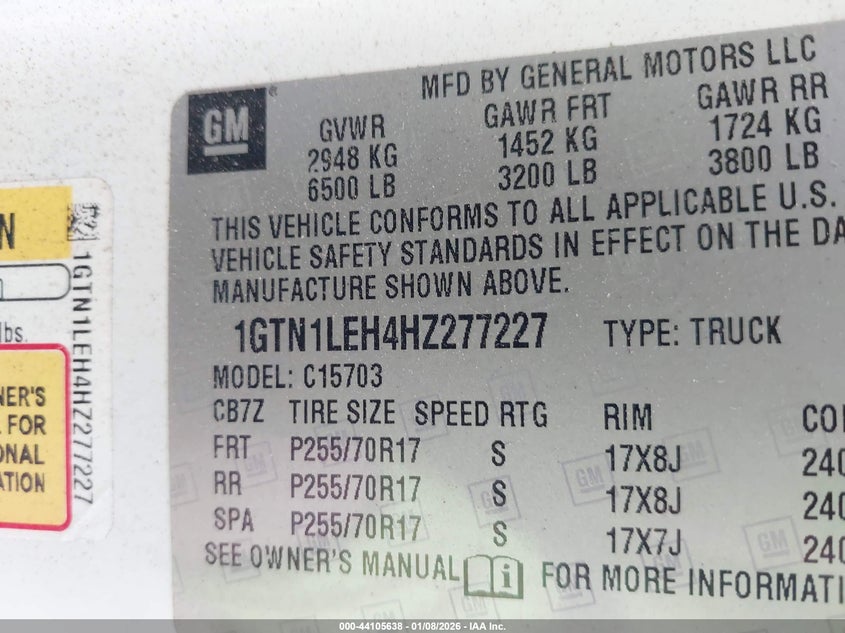 MFD BY GENERAL MOTORS LLC
GM
GVWR GAWR FRT GAWR RR
2948 KG 1452 KG 1724 KG
6500 LB 3200 LB 3800 LB
THIS VEHICLE CONFORMS TO ALL APPLICABLE U.S.
VEHICLE SAFETY STANDARDS IN EFFECT ON THE DA
MANUFACTURE SHOWN ABOVE.
1GTN1LEH4HZ277227 TYPE: TRUCK
MODEL: C15703
CB7Z TIRE SIZE SPEED RTG RIM COL
FRT P255/70R17 S 17X8J 240
RR P255/70R17 S 17X8J 240
SPA P255/70R17 S 17X7J 240
SEE OWNER'S MANUAL i FOR MORE INFORMATI
N
lbs.
NER'S
FOR
ONAL
ATION
1GTN1LEH4HZ277227
000-44105638 - 01/08/2026 - IAA Inc.